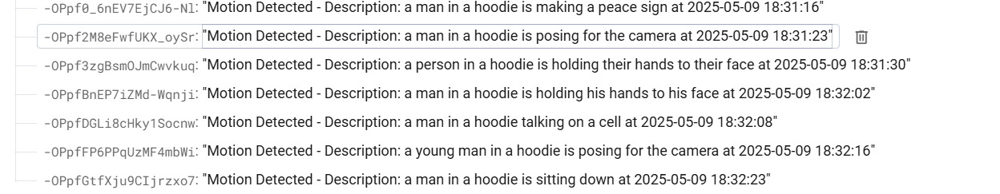 -OPpf0_6nEV7EjCJ6-Nl: "Motion Detected - Description: a man in a hoodie is making a peace sign at 2025-05-09 18:31:16"
-OPpf2M8eFwfUKX_oySr: "Motion Detected - Description: a man in a hoodie is posing for the camera at 2025-05-09 18:31:23"
-OPpf3zgBsmOJmCwvkuq: "Motion Detected - Description: a person in a hoodie is holding their hands to their face at 2025-05-09 18:31:30"
-OPpfBnEP7iZMd-Wqnji: "Motion Detected - Description: a man in a hoodie is holding his hands to his face at 2025-05-09 18:32:02"
-OPpfDGLi8cHky1Socnw: "Motion Detected - Description: a man in a hoodie talking on a cell at 2025-05-09 18:32:08"
-OPpfFP6PPqUzMF4mbWi: "Motion Detected - Description: a young man in a hoodie is posing for the camera at 2025-05-09 18:32:16"
-OPpfGtfXju9CIjrzxo7: "Motion Detected - Description: a man in a hoodie is sitting down at 2025-05-09 18:32:23"